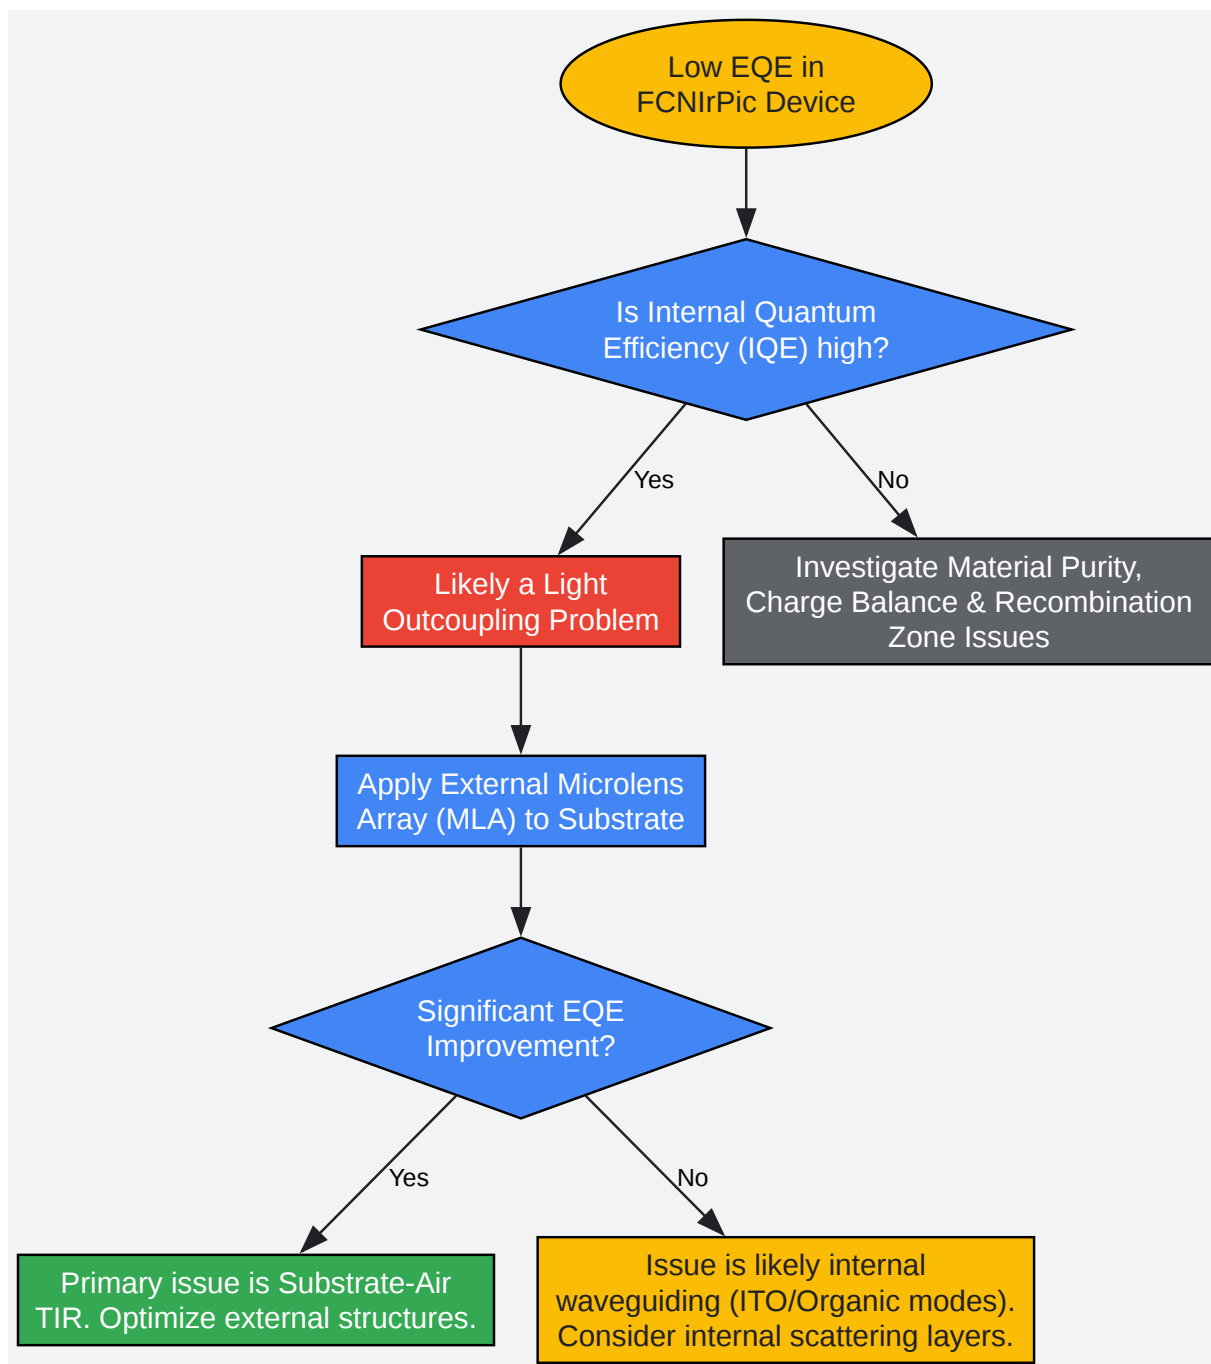 Low EQE in
FCNIrPic Device
Is Internal Quantum
Efficiency (IQE) high?
Yes
No
Likely a Light
Outcoupling Problem
Investigate Material Purity,
Charge Balance & Recombination
Zone Issues
Apply External Microlens
Array (MLA) to Substrate
Significant EQE
Improvement?
Yes
No
Primary issue is Substrate-Air
TIR. Optimize external structures.
Issue is likely internal
waveguiding (ITO/Organic modes).
Consider internal scattering layers.